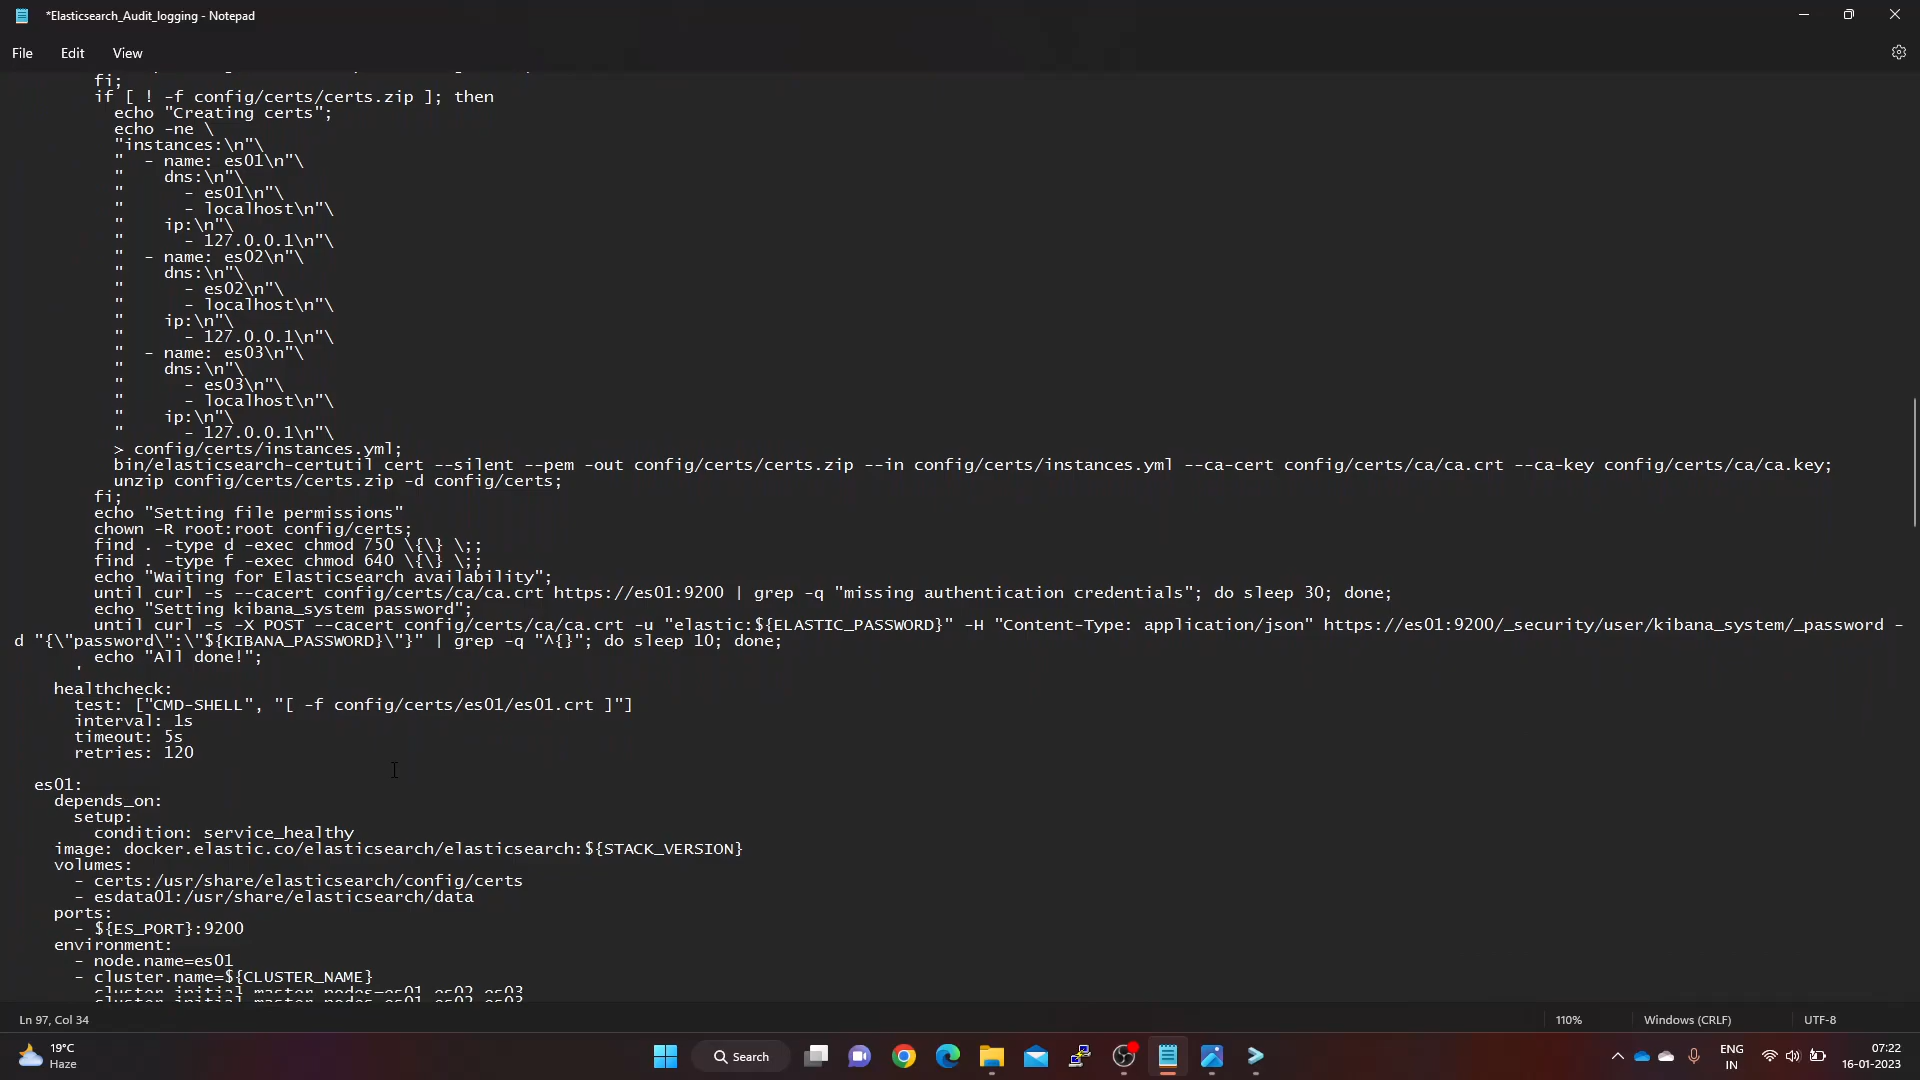 *Elasticsearch_Audit_logging - Notepad
File Edit View
fi;
if [ ! -f config/certs/certs.zip ]; then
echo "Creating certs";
echo -ne \
"instances:\n"\
"  - name: es01\n"\
"    dns:\n"\
"      - es01\n"\
"      - localhost\n"\
"    ip:\n"\
"      - 127.0.0.1\n"\
"  - name: es02\n"\
"    dns:\n"\
"      - es02\n"\
"      - localhost\n"\
"    ip:\n"\
"      - 127.0.0.1\n"\
"  - name: es03\n"\
"    dns:\n"\
"      - es03\n"\
"      - localhost\n"\
"    ip:\n"\
"      - 127.0.0.1\n"\
> config/certs/instances.yml;
bin/elasticsearch-certutil cert --silent --pem -out config/certs/certs.zip --in config/certs/instances.yml --ca-cert config/certs/ca/ca.crt --ca-key config/certs/ca/ca.key;
unzip config/certs/certs.zip -d config/certs;
fi;
echo "Setting file permissions"
chown -R root:root config/certs;
find . -type d -exec chmod 750 \{\} \;;
find . -type f -exec chmod 640 \{\} \;;
echo "Waiting for Elasticsearch availability";
until curl -s --cacert config/certs/ca/ca.crt https://es01:9200 | grep -q "missing authentication credentials"; do sleep 30; done;
echo "Setting kibana_system password";
until curl -s -X POST --cacert config/certs/ca/ca.crt -u "elastic:${ELASTIC_PASSWORD}" -H "Content-Type: application/json" https://es01:9200/_security/user/kibana_system/_password -
d "{\"password\":\"${KIBANA_PASSWORD}\"}" | grep -q "^{}"; do sleep 10; done;
echo "All done!";
'
healthcheck:
test: ["CMD-SHELL", "[ -f config/certs/es01/es01.crt ]"]
interval: 1s
timeout: 5s
retries: 120
es01:
depends_on:
setup:
condition: service_healthy
image: docker.elastic.co/elasticsearch/elasticsearch:${STACK_VERSION}
volumes:
- certs:/usr/share/elasticsearch/config/certs
- esdata01:/usr/share/elasticsearch/data
ports:
- ${ES_PORT}:9200
environment:
- node.name=es01
- cluster.name=${CLUSTER_NAME}
Ln 97, Col 34 110% Windows (CRLF) UTF-8
19°C
Haze
Search
ENG
IN
07:22
16-01-2023